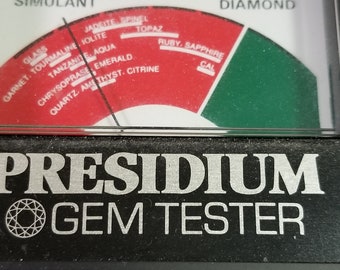 SIMULANT DIAMOND
JADEITE, SPINEL
GLASS IOLITE TOPAZ
GARNET, TOURMALINE
TANZANITE, AQUA RUBY, SAPPHIRE
CHRYSOPRASE, EMERALD CAL
QUARTZ, AMETHYST, CITRINE
PRESIDIUM
GEM TESTER